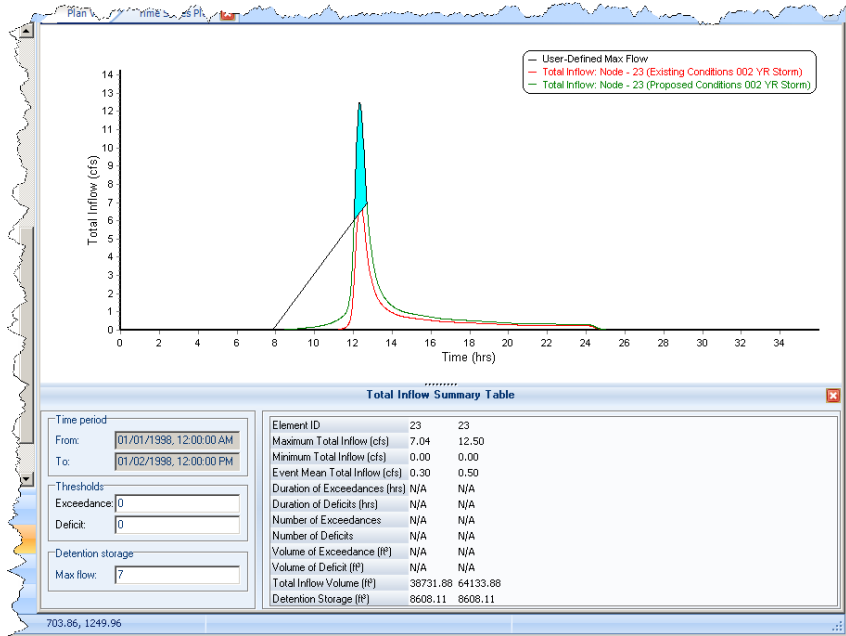 Plan
14
13
12
11
10
9
8
7
6
5
4
3
2
1
0
Total Inflow (cfs)
User-Defined Max Flow
Total Inflow: Node - 23 (Existing Conditions 002 YR Storm)
Total Inflow: Node - 23 (Proposed Conditions 002 YR Storm)
0 2 4 6 8 10 12 14 16 18 20 22 24 26 28 30 32 34
Time (hrs)
Total Inflow Summary Table
Time period
From: 01/01/1998, 12:00:00 AM
To: 01/02/1998, 12:00:00 PM
Thresholds
Exceedance: 0
Deficit: 0
Detention storage
Max flow: 7
Element ID 23 23
Maximum Total Inflow (cfs) 7.04 12.50
Minimum Total Inflow (cfs) 0.00 0.00
Event Mean Total Inflow (cfs) 0.30 0.50
Duration of Exceedances (hrs) N/A N/A
Duration of Deficits (hrs) N/A N/A
Number of Exceedances N/A N/A
Number of Deficits N/A N/A
Volume of Exceedance (ft³) N/A N/A
Volume of Deficit (ft³) N/A N/A
Total Inflow Volume (ft³) 38731.88 64133.88
Detention Storage (ft³) 8608.11 8608.11
703.86, 1249.96